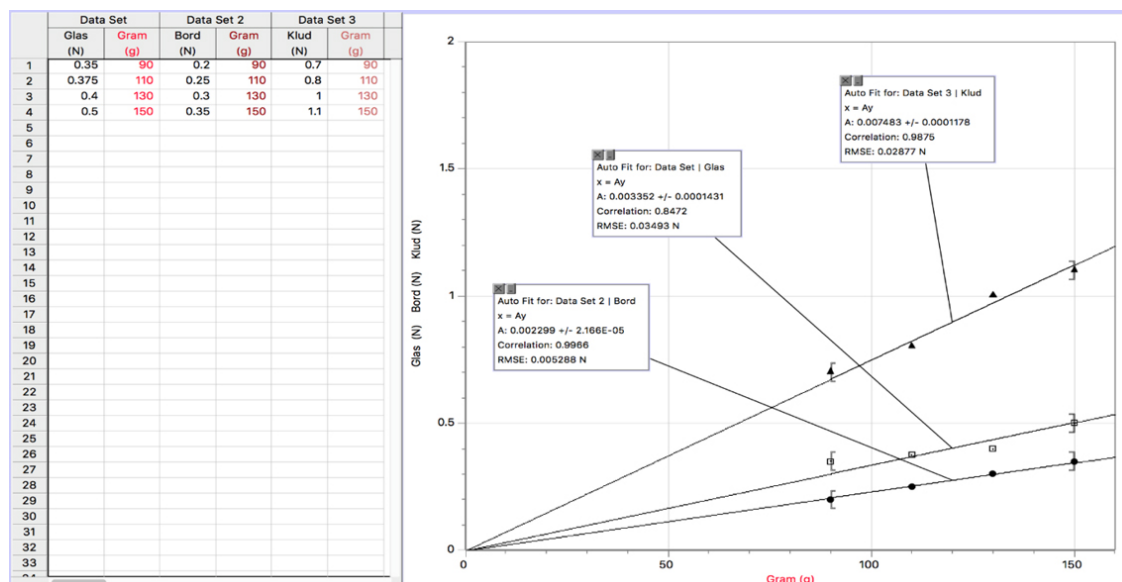 Data Set Data Set 2 Data Set 3
Glas Gram Bord Gram Klud Gram
(N) (g) (N) (g) (N) (g)
1 0.35 90 0.2 90 0.7 90
2 0.375 110 0.25 110 0.8 110
3 0.4 130 0.3 130 1 130
4 0.5 150 0.35 150 1.1 150
5
6
7
8
9
10
11
12
13
14
15
16
17
18
19
20
21
22
23
24
25
26
27
28
29
30
31
32
33
2
Auto Fit for: Data Set 3 | Klud
x = Ay
A: 0.007483 +/- 0.0001178
Correlation: 0.9875
RMSE: 0.02877 N
1.5
Auto Fit for: Data Set | Glas
x = Ay
A: 0.003352 +/- 0.0001431
Correlation: 0.8472
RMSE: 0.03493 N
Glas (N) Bord (N) Klud (N)
1
Auto Fit for: Data Set 2 | Bord
x = Ay
A: 0.002299 +/- 2.166E-05
Correlation: 0.9966
RMSE: 0.005288 N
0.5
0
0 50 100 150
Gram (g)